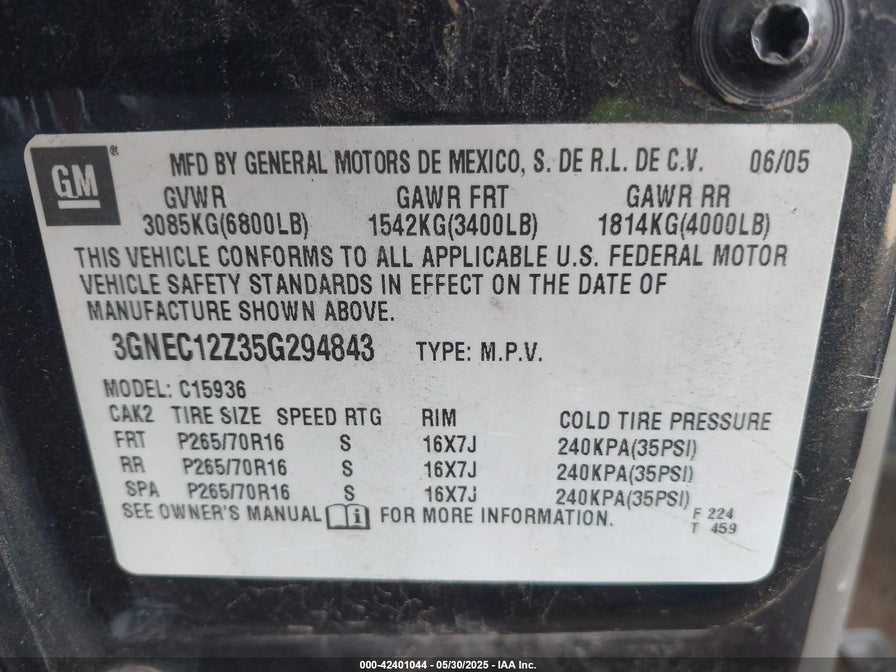 GM® MFD BY GENERAL MOTORS DE MEXICO, S. DE R.L. DE C.V. 06/05
GVWR GAWR FRT GAWR RR
3085KG(6800LB) 1542KG(3400LB) 1814KG(4000LB)
THIS VEHICLE CONFORMS TO ALL APPLICABLE U.S. FEDERAL MOTOR
VEHICLE SAFETY STANDARDS IN EFFECT ON THE DATE OF
MANUFACTURE SHOWN ABOVE.
3GNEC12Z35G294843 TYPE: M.P.V.
MODEL: C15936
CAK2 TIRE SIZE SPEED RTG RIM COLD TIRE PRESSURE
FRT P265/70R16 S 16X7J 240KPA(35PSI)
RR P265/70R16 S 16X7J 240KPA(35PSI)
SPA P265/70R16 S 16X7J 240KPA(35PSI)
SEE OWNER'S MANUAL FOR MORE INFORMATION.
F 224
T 459
000-42401044 — 05/30/2025 — IAA Inc.